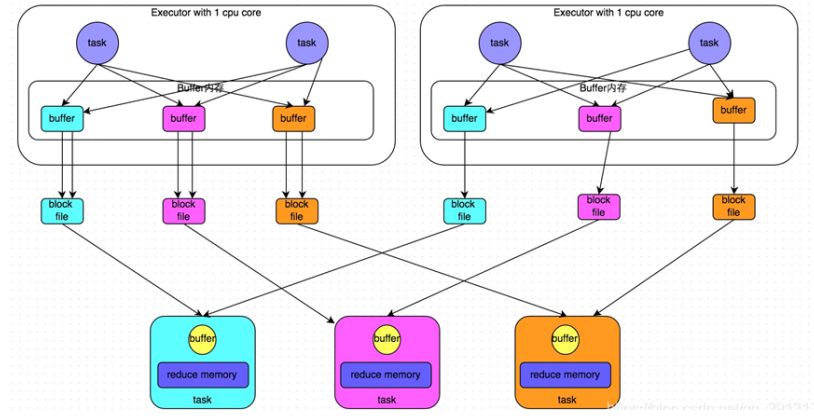 Executor with 1 cpu core
Executor with 1 cpu core
task
task
task
task
Buffer内存
Buffer内存
buffer
buffer
buffer
buffer
buffer
buffer
block
file
block
file
block
file
block
file
block
file
block
file
buffer
buffer
buffer
reduce memory
reduce memory
reduce memory
task
task
task